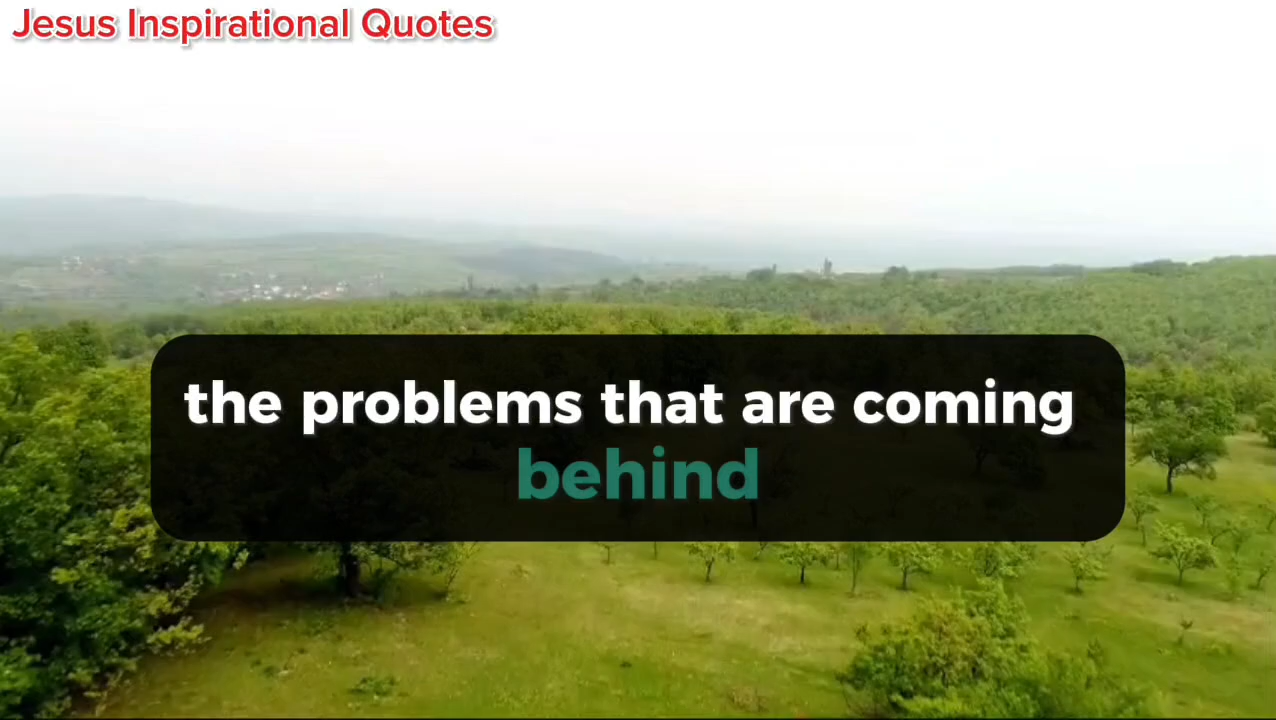 Jesus Inspirational Quotes
the problems that are coming
behind